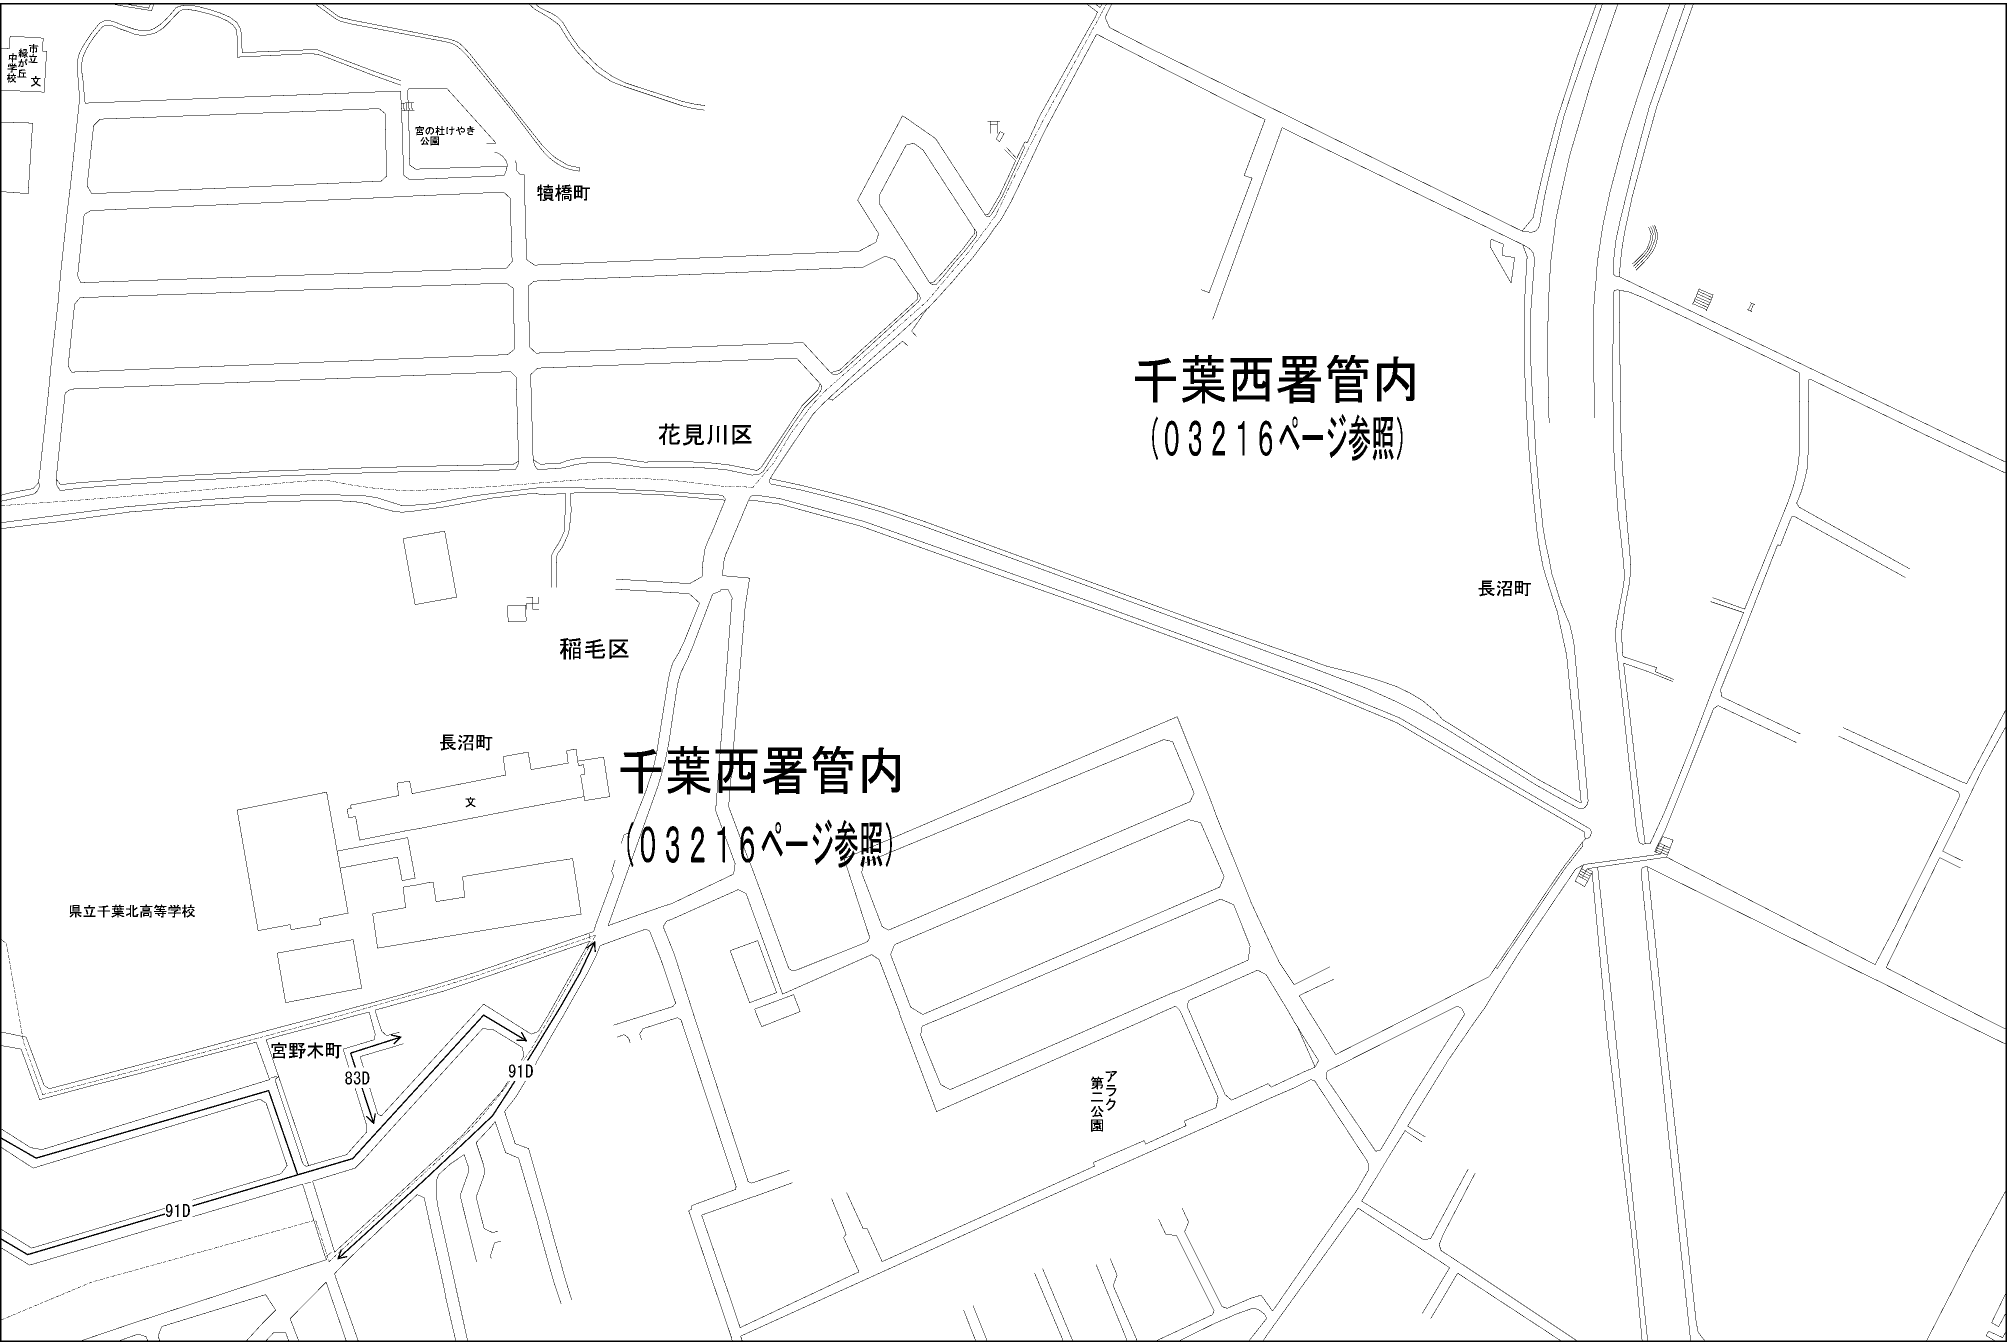 市立
緑が丘
中学校
文
宮の杜けやき
公園
犢橋町
千葉西署管内
(03216ページ参照)
花見川区
長沼町
稲毛区
長沼町
千葉西署管内
(03216ページ参照)
文
県立千葉北高等学校
宮野木町
83D
91D
アラク
第二公園
91D